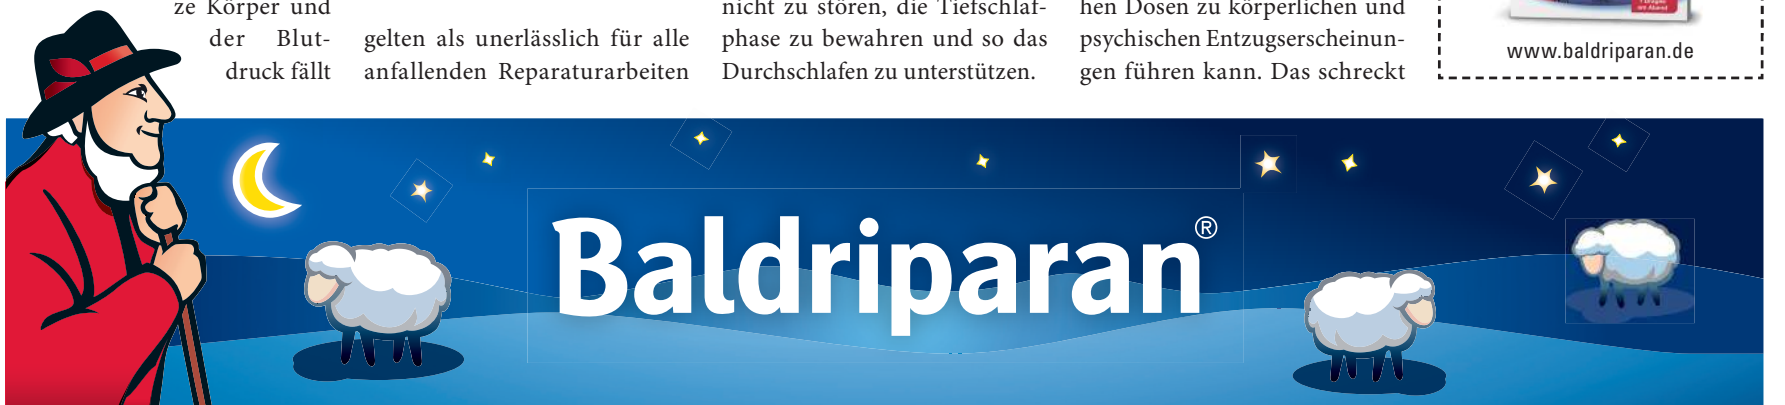 ze Körper und
der Blut-
druck fällt
gelten als unerlässlich für alle
anfallenden Reparaturarbeiten
nicht zu stören, die Tiefschlaf-
phase zu bewahren und so das
Durchschlafen zu unterstützen.
hen Dosen zu körperlichen und
psychischen Entzugserscheinun-
gen führen kann. Das schreckt
www.baldriparan.de
Baldriparan®